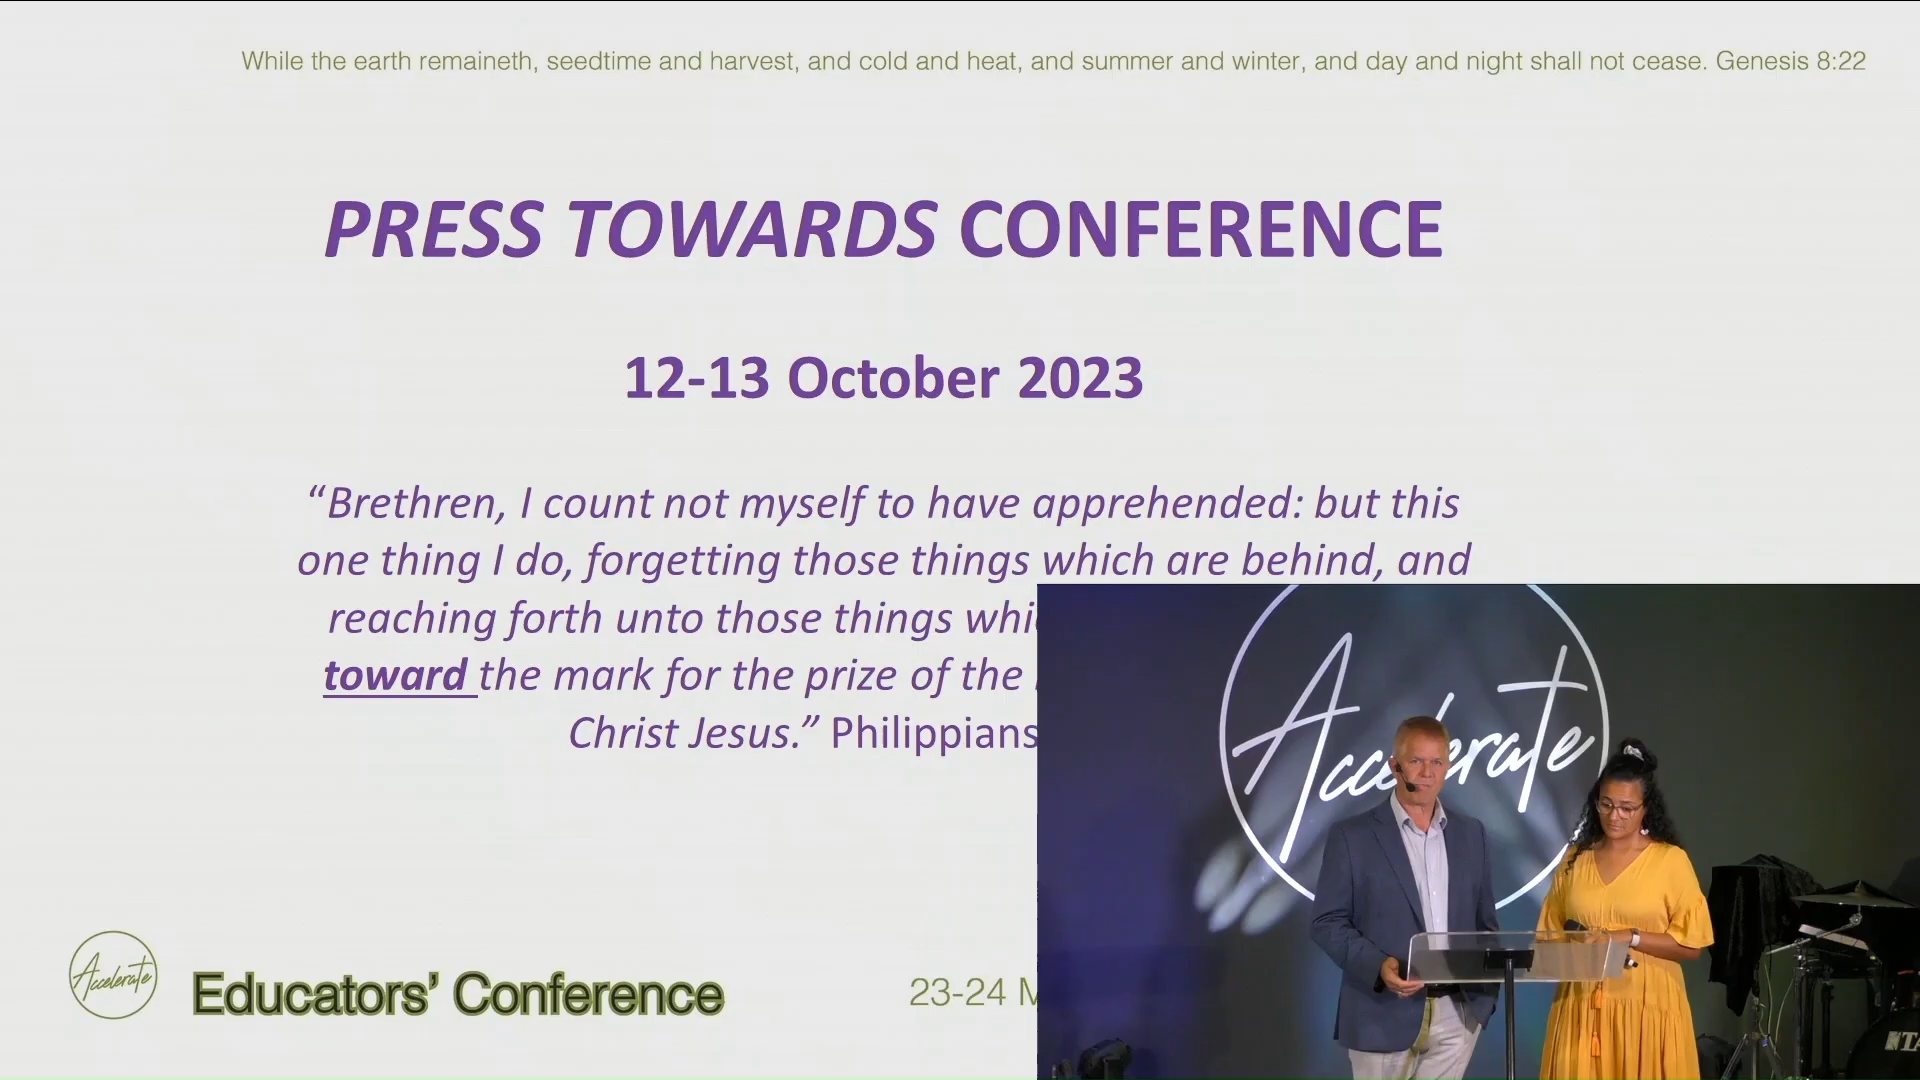 While the earth remaineth, seedtime and harvest, and cold and heat, and summer and winter, and day and night shall not cease. Genesis 8:22
PRESS TOWARDS CONFERENCE
12-13 October 2023
“Brethren, I count not myself to have apprehended: but this
one thing I do, forgetting those things which are behind, and
reaching forth unto those things
toward the mark for the prize of the
Christ Jesus.” Philippians
Accelerate
Educators’ Conference
23-24
Accelerate